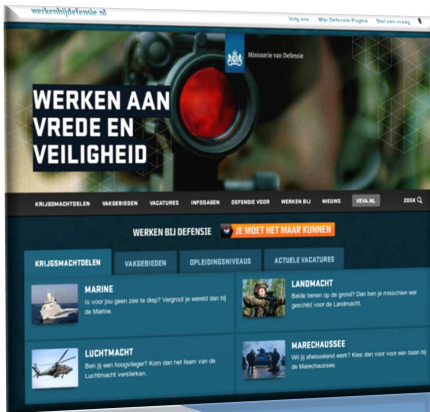 werkenbijdefensie.nl
Volg ons Mijn Defensie Pagina Stel een vraag
Ministerie van Defensie
WERKEN AAN
VREDE EN
VEILIGHEID
KRIJGSMACHTDELEN VAKGEBIEDEN VACATURES INFODAGEN DEFENSIE VOOR WERKEN BIJ NIEUWS VEVA.NL ZOEK
WERKEN BIJ DEFENSIE JE MOET HET MAAR KUNNEN
KRIJGSMACHTDELEN VAKGEBIEDEN OPLEIDINGSNIVEAUS ACTUELE VACATURES
MARINE
Is voor jou geen zee te diep? Vergroot je wereld dan bij
de Marine.
LANDMACHT
Beide benen op de grond? Dan ben je misschien wel
geschikt voor de Landmacht.
LUCHTMACHT
Ben jij een hoogvlieger? Kom dan het team van de
Luchtmacht versterken.
MARECHAUSSEE
Wil jij afwisselend werk? Kies dan voor voor een baan bij
de Marechaussee.